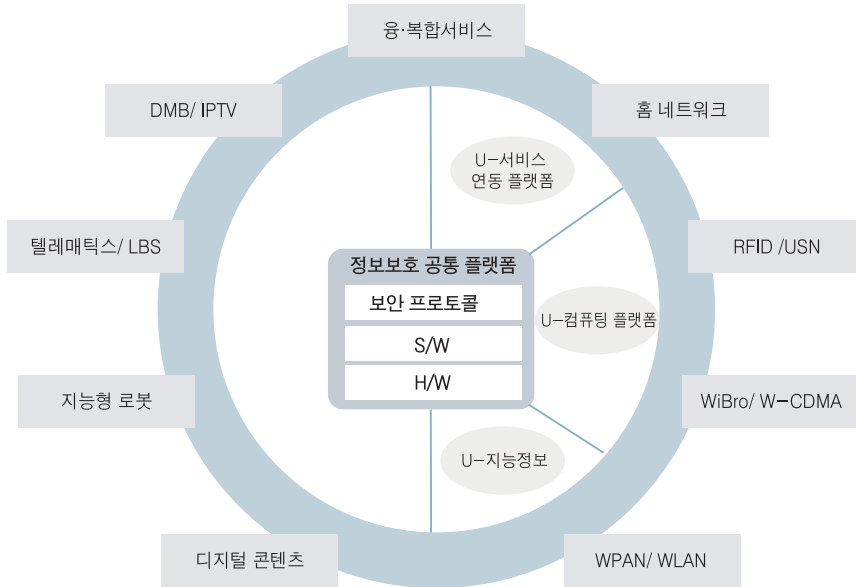 융·복합서비스
DMB/ IPTV
홈 네트워크
U-서비스
연동 플랫폼
텔레매틱스/ LBS
RFID /USN
정보보호 공통 플랫폼
보안 프로토콜
S/W
H/W
U-컴퓨팅 플랫폼
지능형 로봇
WiBro/ W-CDMA
U-지능정보
디지털 콘텐츠
WPAN/ WLAN